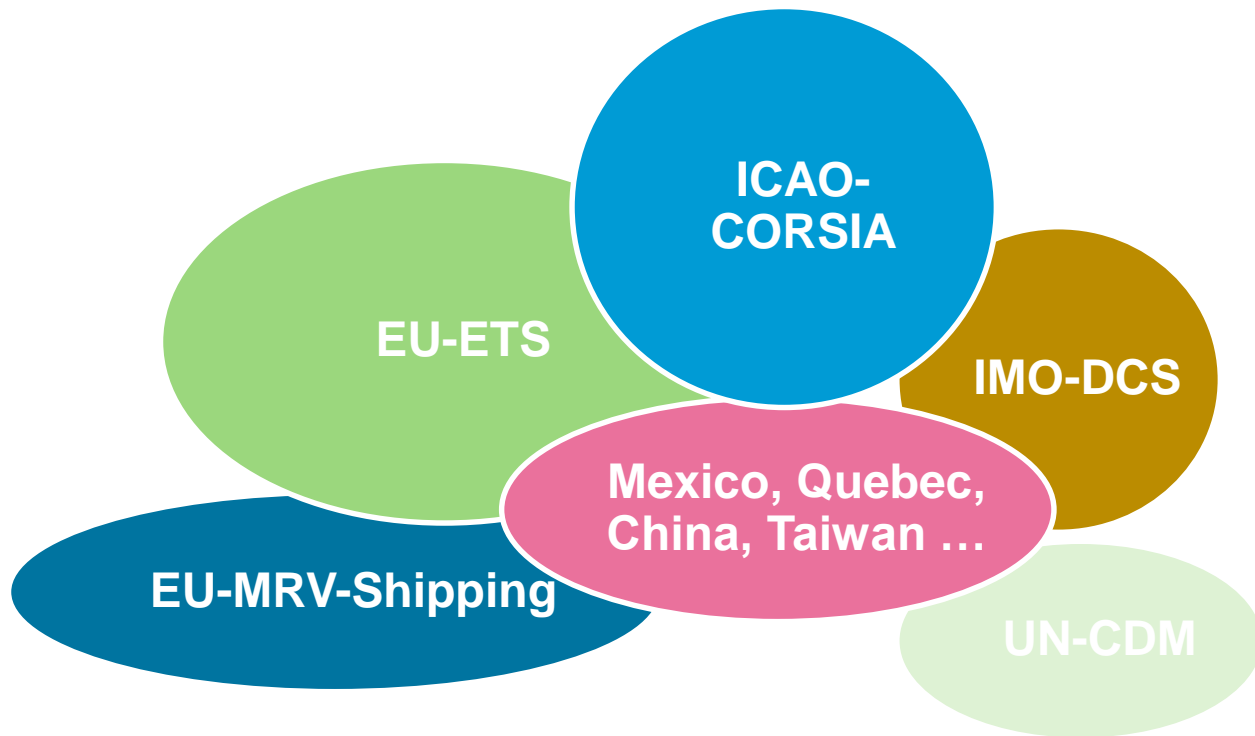 ICAO-
CORSIA
EU-ETS
IMO-DCS
Mexico, Quebec,
China, Taiwan …
EU-MRV-Shipping
UN-CDM